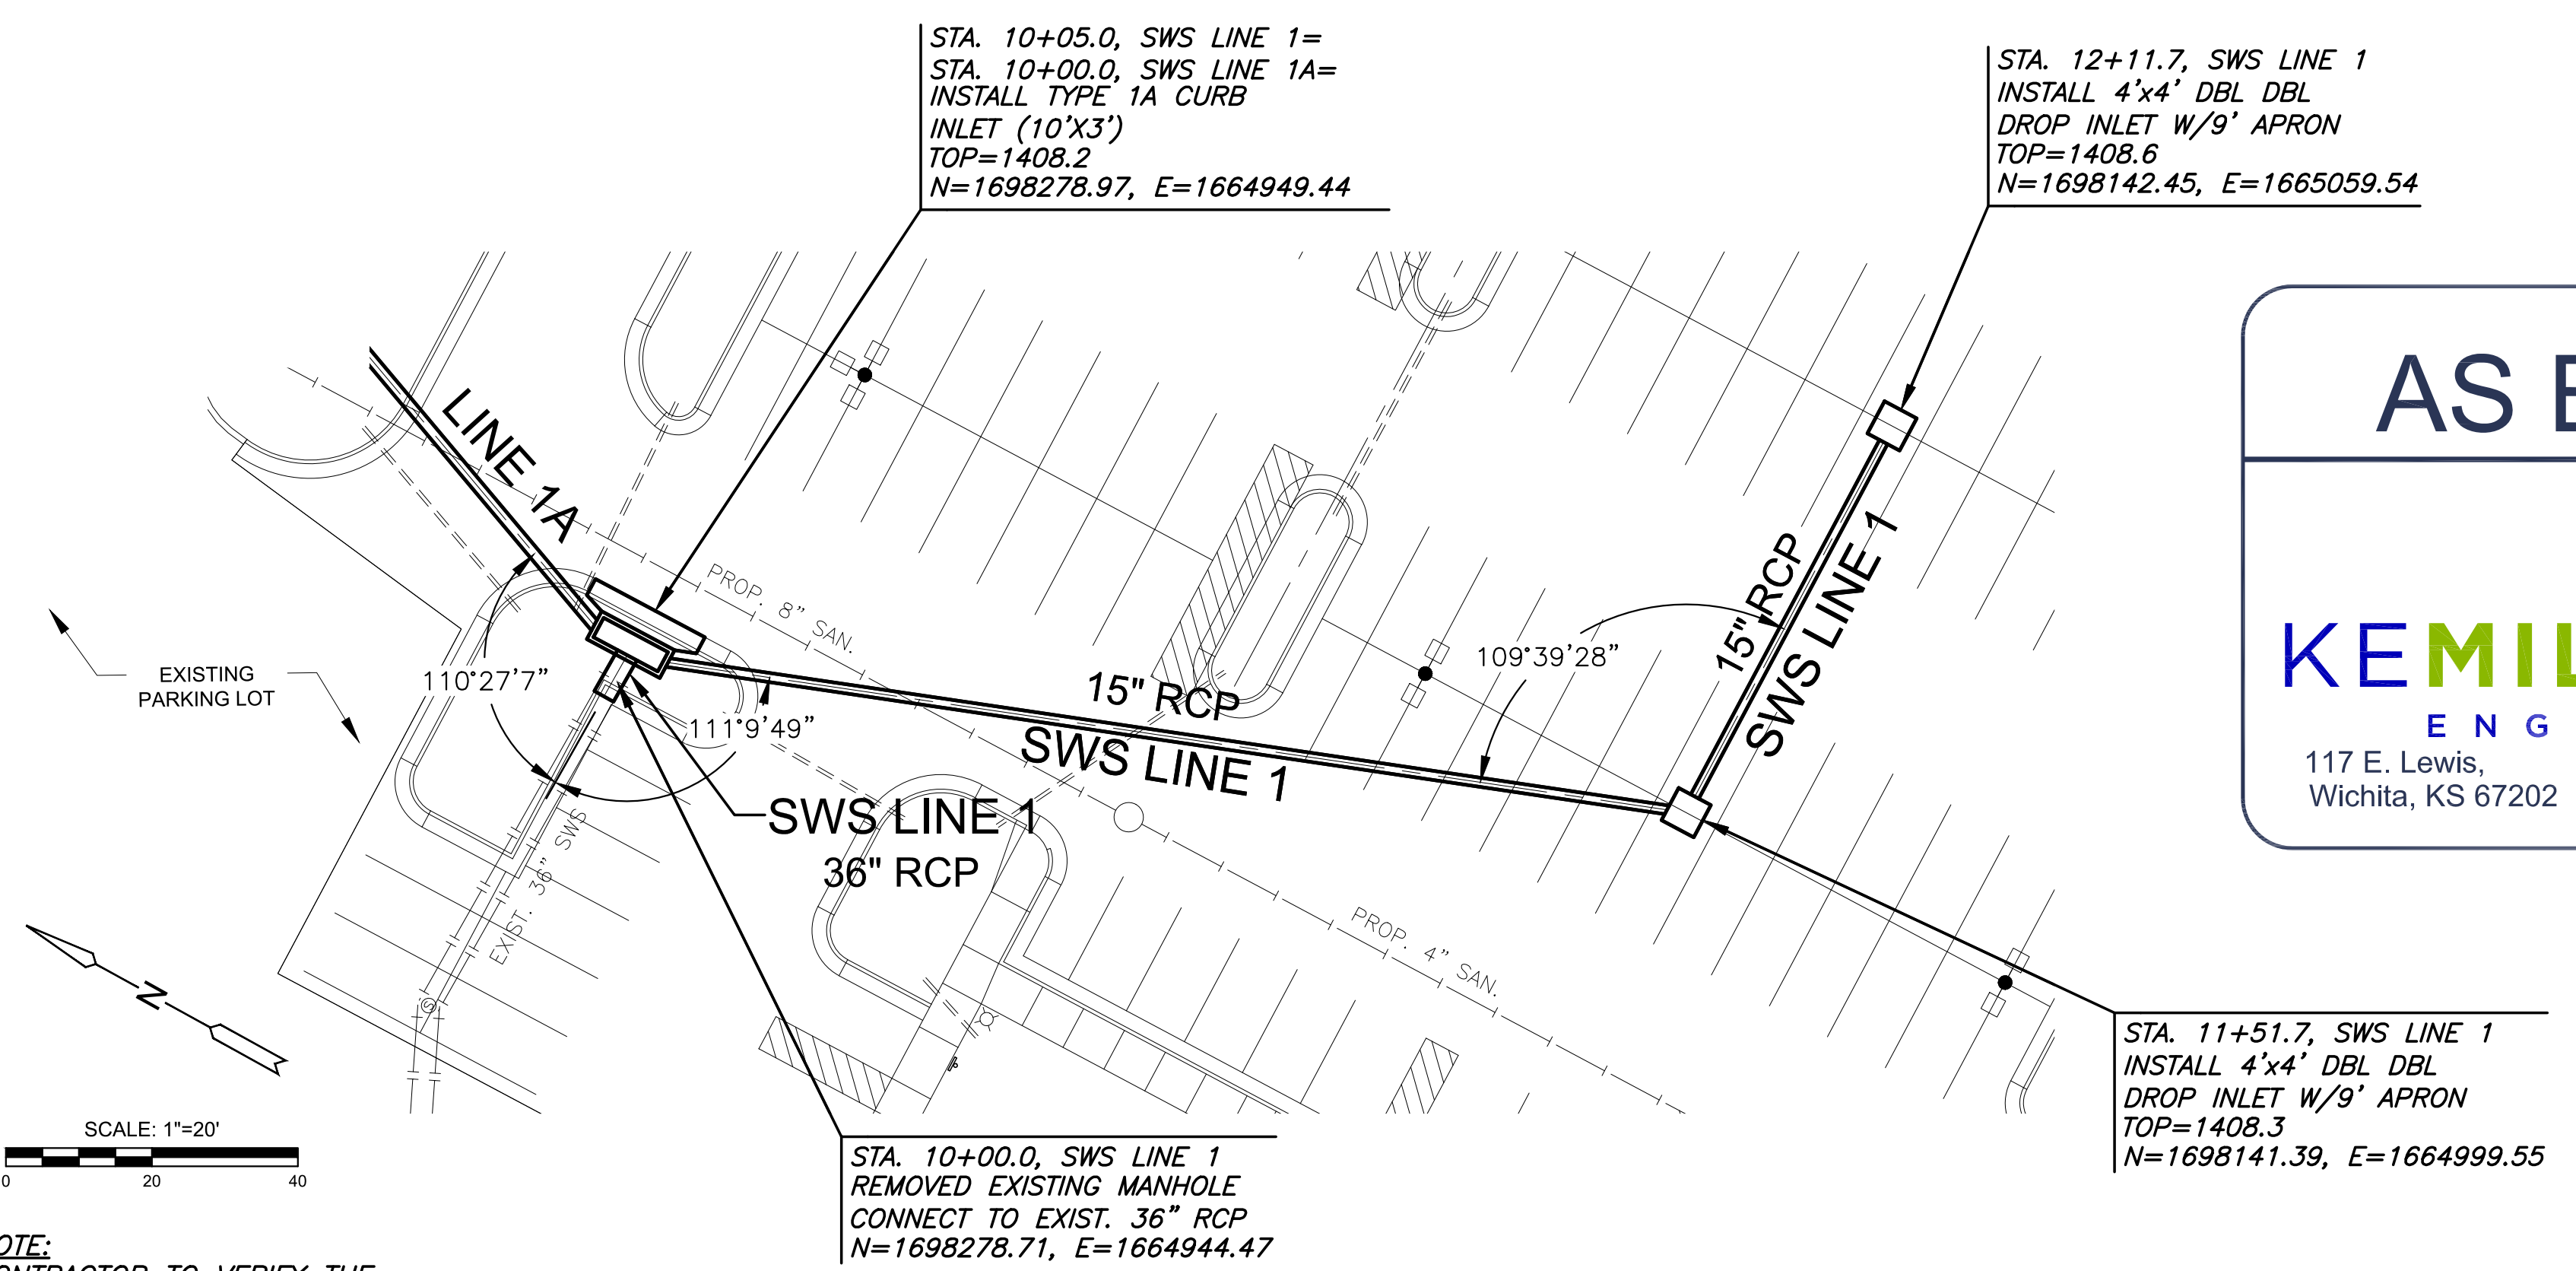 STA. 10+05.0, SWS LINE 1=
STA. 10+00.0, SWS LINE 1A=
INSTALL TYPE 1A CURB
INLET (10'X3')
TOP=1408.2
N=1698278.97, E=1664949.44
STA. 12+11.7, SWS LINE 1
INSTALL 4'x4' DBL DBL
DROP INLET W/9' APRON
TOP=1408.6
N=1698142.45, E=1665059.54
AS
KEMIL
ENG
117 E. Lewis,
Wichita, KS 67202
LINE 1A
PROP. 8" SAN.
EXISTING
PARKING LOT
110°27'7"
111°9'49"
15" RCP
SWS LINE 1
109°39'28"
15" RCP
SWS LINE 1
SWS LINE 1
36" RCP
EXIST. 36" SWS
S
PROP. 4" SAN.
N
SCALE: 1"=20'
0 20 40
STA. 11+51.7, SWS LINE 1
INSTALL 4'x4' DBL DBL
DROP INLET W/9' APRON
TOP=1408.3
N=1698141.39, E=1664999.55
STA. 10+00.0, SWS LINE 1
REMOVED EXISTING MANHOLE
CONNECT TO EXIST. 36" RCP
N=1698278.71, E=1664944.47
OTE:
ONTRACTOR TO VERIFY THE